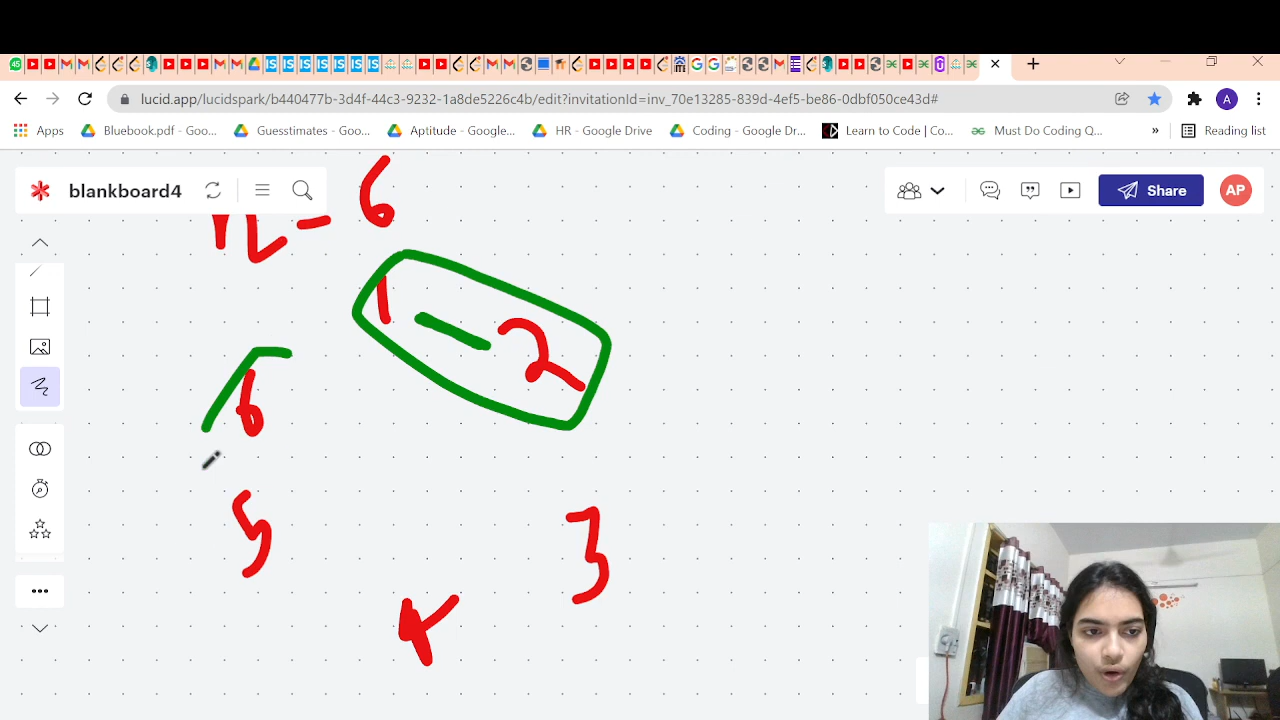 lucid.app/lucidspark/b440477b-3d4f-44c3-9232-1a8de5226c4b/edit?invitationId=inv_70e13285-839d-4ef5-be86-0dbf050ce43d#
A
Apps
Bluebook.pdf - Goo...
Guesstimates - Goo...
Aptitude - Google...
HR - Google Drive
Coding - Google Dr...
Learn to Code | Co...
Must Do Coding Q...
»
Reading list
blankboard4
Share
AP
12 - 6
1 - 2
6
5
3
4